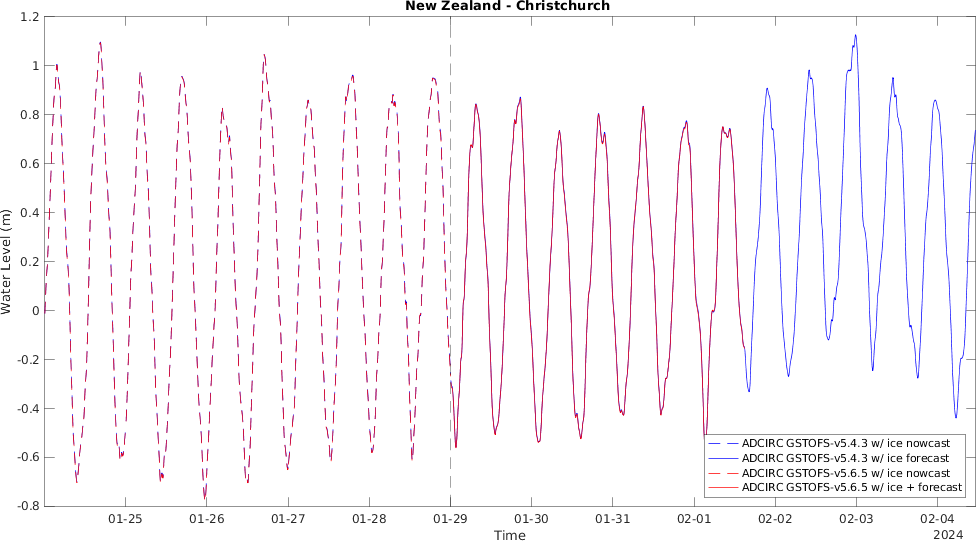 New Zealand - Christchurch
1.2
1
0.8
0.6
0.4
0.2
0
-0.2
-0.4
-0.6
-0.8
Water Level (m)
ADCIRC GSTOFS-v5.4.3 w/ ice nowcast
ADCIRC GSTOFS-v5.4.3 w/ ice forecast
ADCIRC GSTOFS-v5.6.5 w/ ice nowcast
ADCIRC GSTOFS-v5.6.5 w/ ice + forecast
01-25 01-26 01-27 01-28 01-29 01-30 01-31 02-01 02-02 02-03 02-04
Time
2024